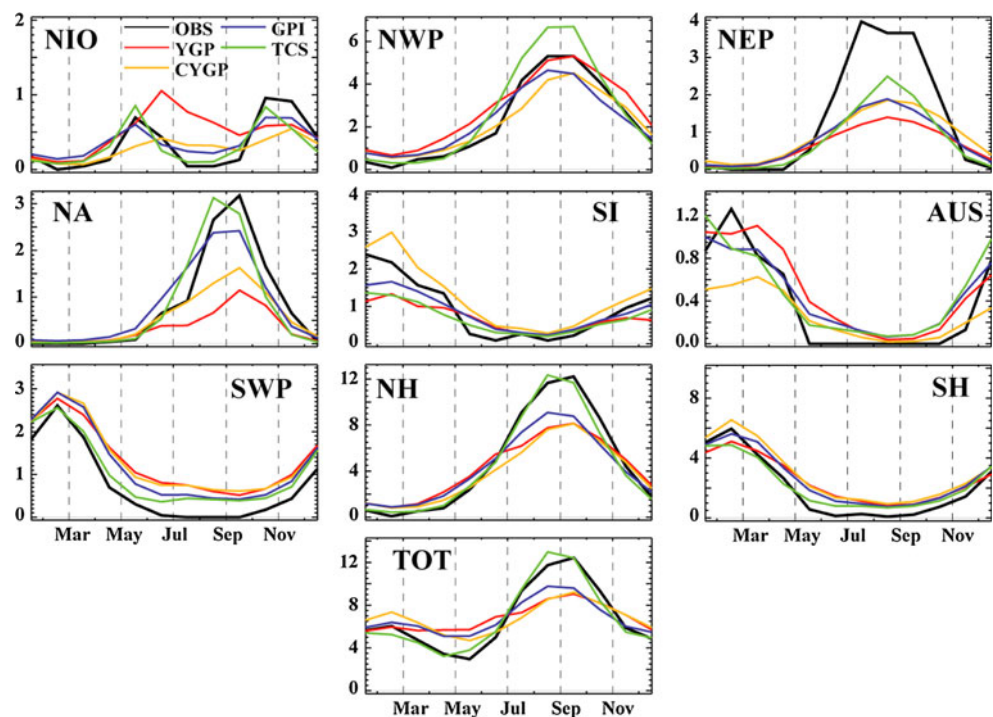 NIO
OBS GPI
YGP TCS
CYGP
2
1
0
NWP
6
4
2
0
NEP
4
3
2
1
0
NA
3
2
1
0
SI
4
3
2
1
0
AUS
1.2
0.8
0.4
0.0
SWP
3
2
1
0
Mar May Jul Sep Nov
NH
12
8
4
0
Mar May Jul Sep Nov
SH
8
4
0
Mar May Jul Sep Nov
TOT
12
8
4
0
Mar May Jul Sep Nov